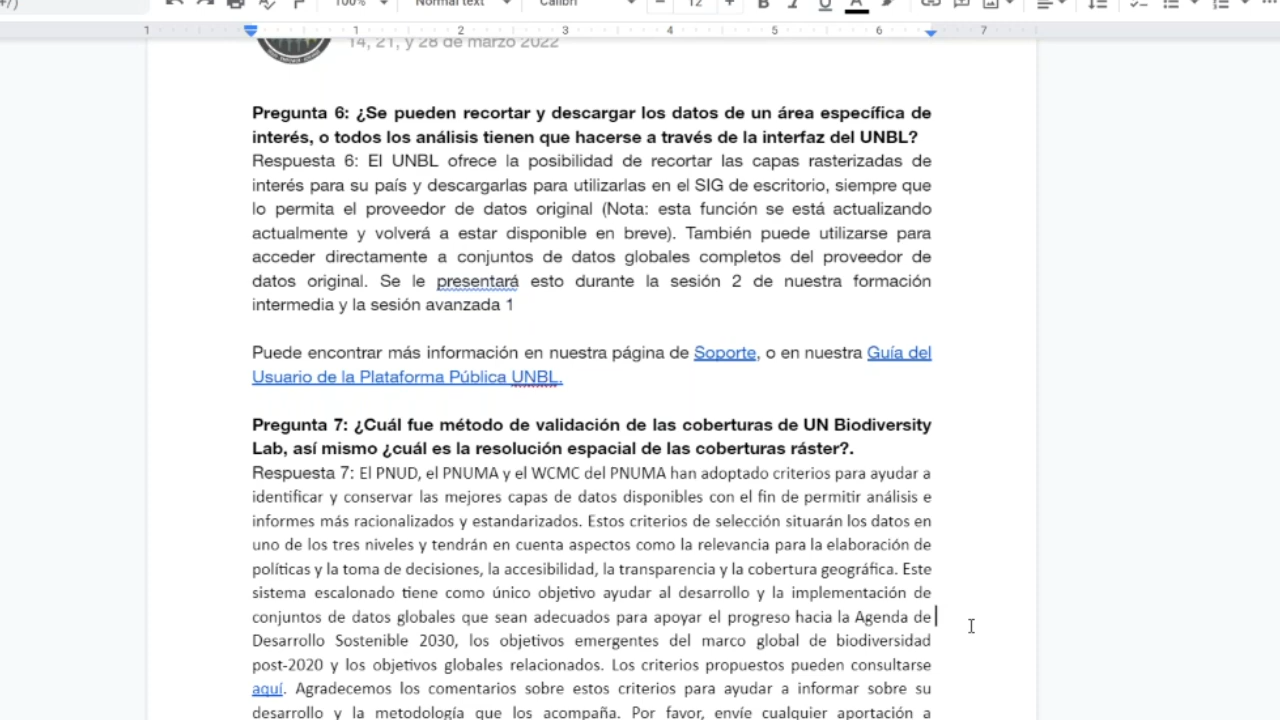 100%
Normal text
Calibri
12
B
1 1 2 3 4 5 6 7
14, 21, y 28 de marzo 2022
Pregunta 6: ¿Se pueden recortar y descargar los datos de un área específica de
interés, o todos los análisis tienen que hacerse a través de la interfaz del UNBL?
Respuesta 6: El UNBL ofrece la posibilidad de recortar las capas rasterizadas de
interés para su país y descargarlas para utilizarlas en el SIG de escritorio, siempre que
lo permita el proveedor de datos original (Nota: esta función se está actualizando
actualmente y volverá a estar disponible en breve). También puede utilizarse para
acceder directamente a conjuntos de datos globales completos del proveedor de
datos original. Se le presentará esto durante la sesión 2 de nuestra formación
intermedia y la sesión avanzada 1
Puede encontrar más información en nuestra página de Soporte, o en nuestra Guía del
Usuario de la Plataforma Pública UNBL.
Pregunta 7: ¿Cuál fue método de validación de las coberturas de UN Biodiversity
Lab, así mismo ¿cuál es la resolución espacial de las coberturas ráster?.
Respuesta 7: El PNUD, el PNUMA y el WCMC del PNUMA han adoptado criterios para ayudar a
identificar y conservar las mejores capas de datos disponibles con el fin de permitir análisis e
informes más racionalizados y estandarizados. Estos criterios de selección situarán los datos en
uno de los tres niveles y tendrán en cuenta aspectos como la relevancia para la elaboración de
políticas y la toma de decisiones, la accesibilidad, la transparencia y la cobertura geográfica. Este
sistema escalonado tiene como único objetivo ayudar al desarrollo y la implementación de
conjuntos de datos globales que sean adecuados para apoyar el progreso hacia la Agenda de
Desarrollo Sostenible 2030, los objetivos emergentes del marco global de biodiversidad
post-2020 y los objetivos globales relacionados. Los criterios propuestos pueden consultarse
aquí. Agradecemos los comentarios sobre estos criterios para ayudar a informar sobre su
desarrollo y la metodología que los acompaña. Por favor, envíe cualquier aportación a